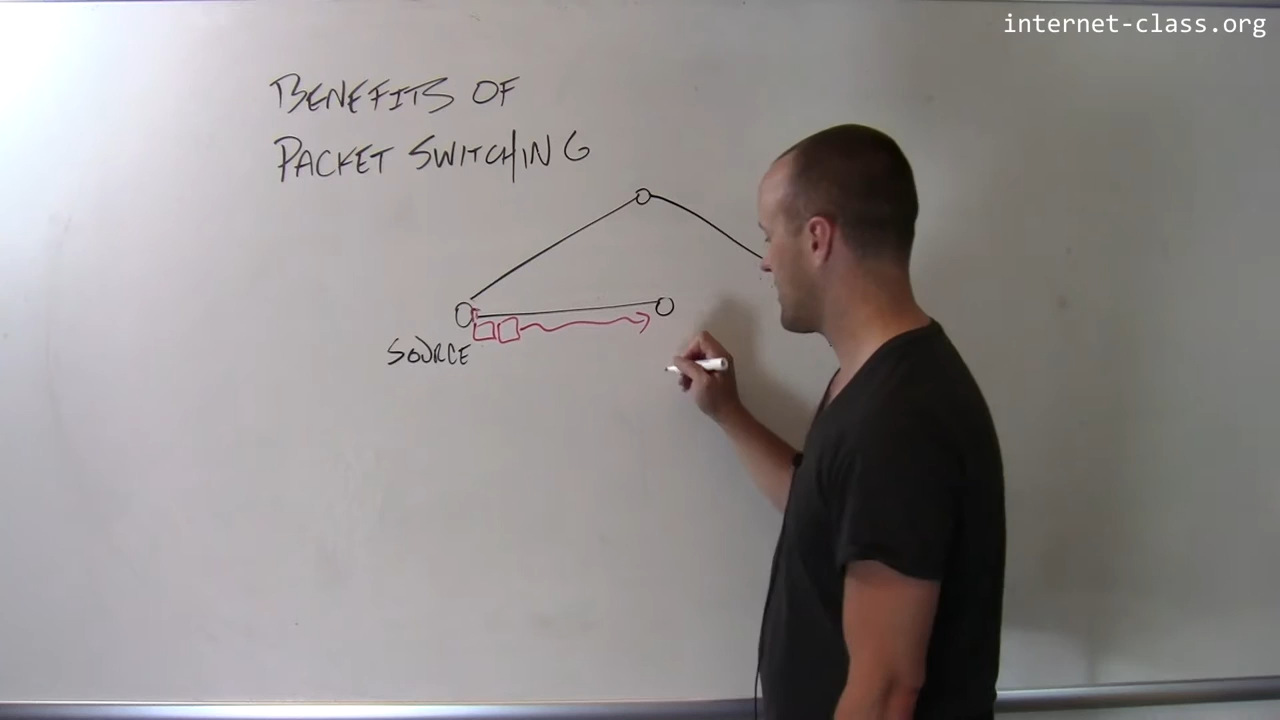 internet-class.org
BENEFITS OF
PACKET SWITCHING
SOURCE